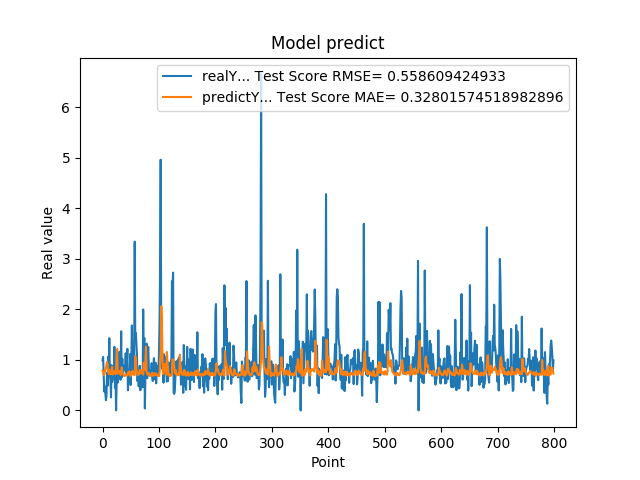 Model predict
realY... Test Score RMSE= 0.558609424933
predictY... Test Score MAE= 0.32801574518982896
Real value
6
5
4
3
2
1
0
0 100 200 300 400 500 600 700 800
Point